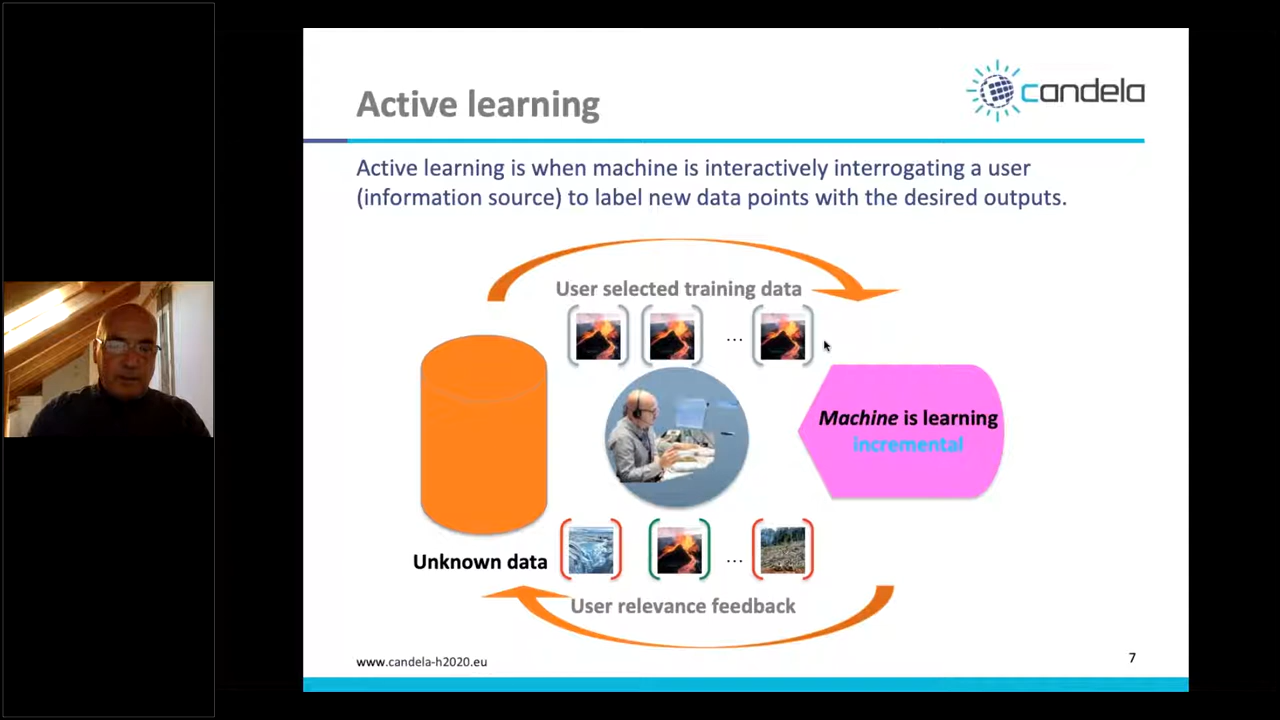 Active learning
candela
Active learning is when machine is interactively interrogating a user
(information source) to label new data points with the desired outputs.
User selected training data
...
Machine is learning
incremental
Unknown data
...
User relevance feedback
www.candela-h2020.eu
7